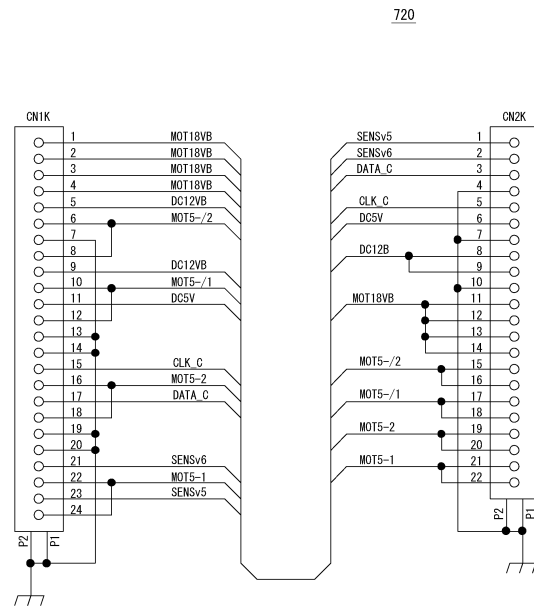 720
CN1K
1 MOT18VB
2 MOT18VB
3 MOT18VB
4 MOT18VB
5 DC12VB
6 MOT5-/2
7
8
9 DC12VB
10 MOT5-/1
11 DC5V
12
13
14
15 CLK_C
16 MOT5-2
17 DATA_C
18
19
20
21 SENSv6
22 MOT5-1
23 SENSv5
24
P2 P1
CN2K
SENSv5 1
SENSv6 2
DATA_C 3
4
CLK_C 5
DC5V 6
7
DC12B 8
9
10
MOT18VB 11
12
13
14
MOT5-/2 15
16
MOT5-/1 17
18
MOT5-2 19
20
MOT5-1 21
22
P2 P1